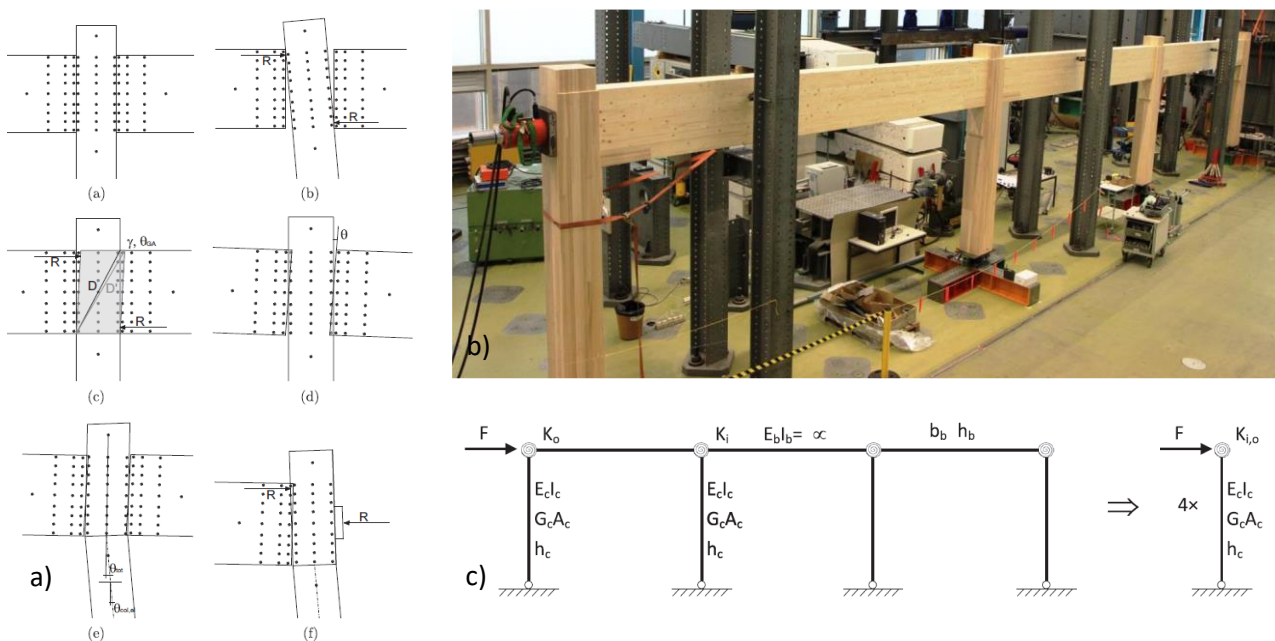 R
R
(a)
(b)
γ, θGA
R
D
D'
R
θ
(c)
(d)
R
R
a)
θtot
θcol,el
(e)
(f)
b)
F
Ko
Ki
EbIb= ∝
bb hb
F
Ki,o
EcIc
GcAc
hc
EcIc
GcAc
hc
⇒
4×
EcIc
GcAc
hc
c)